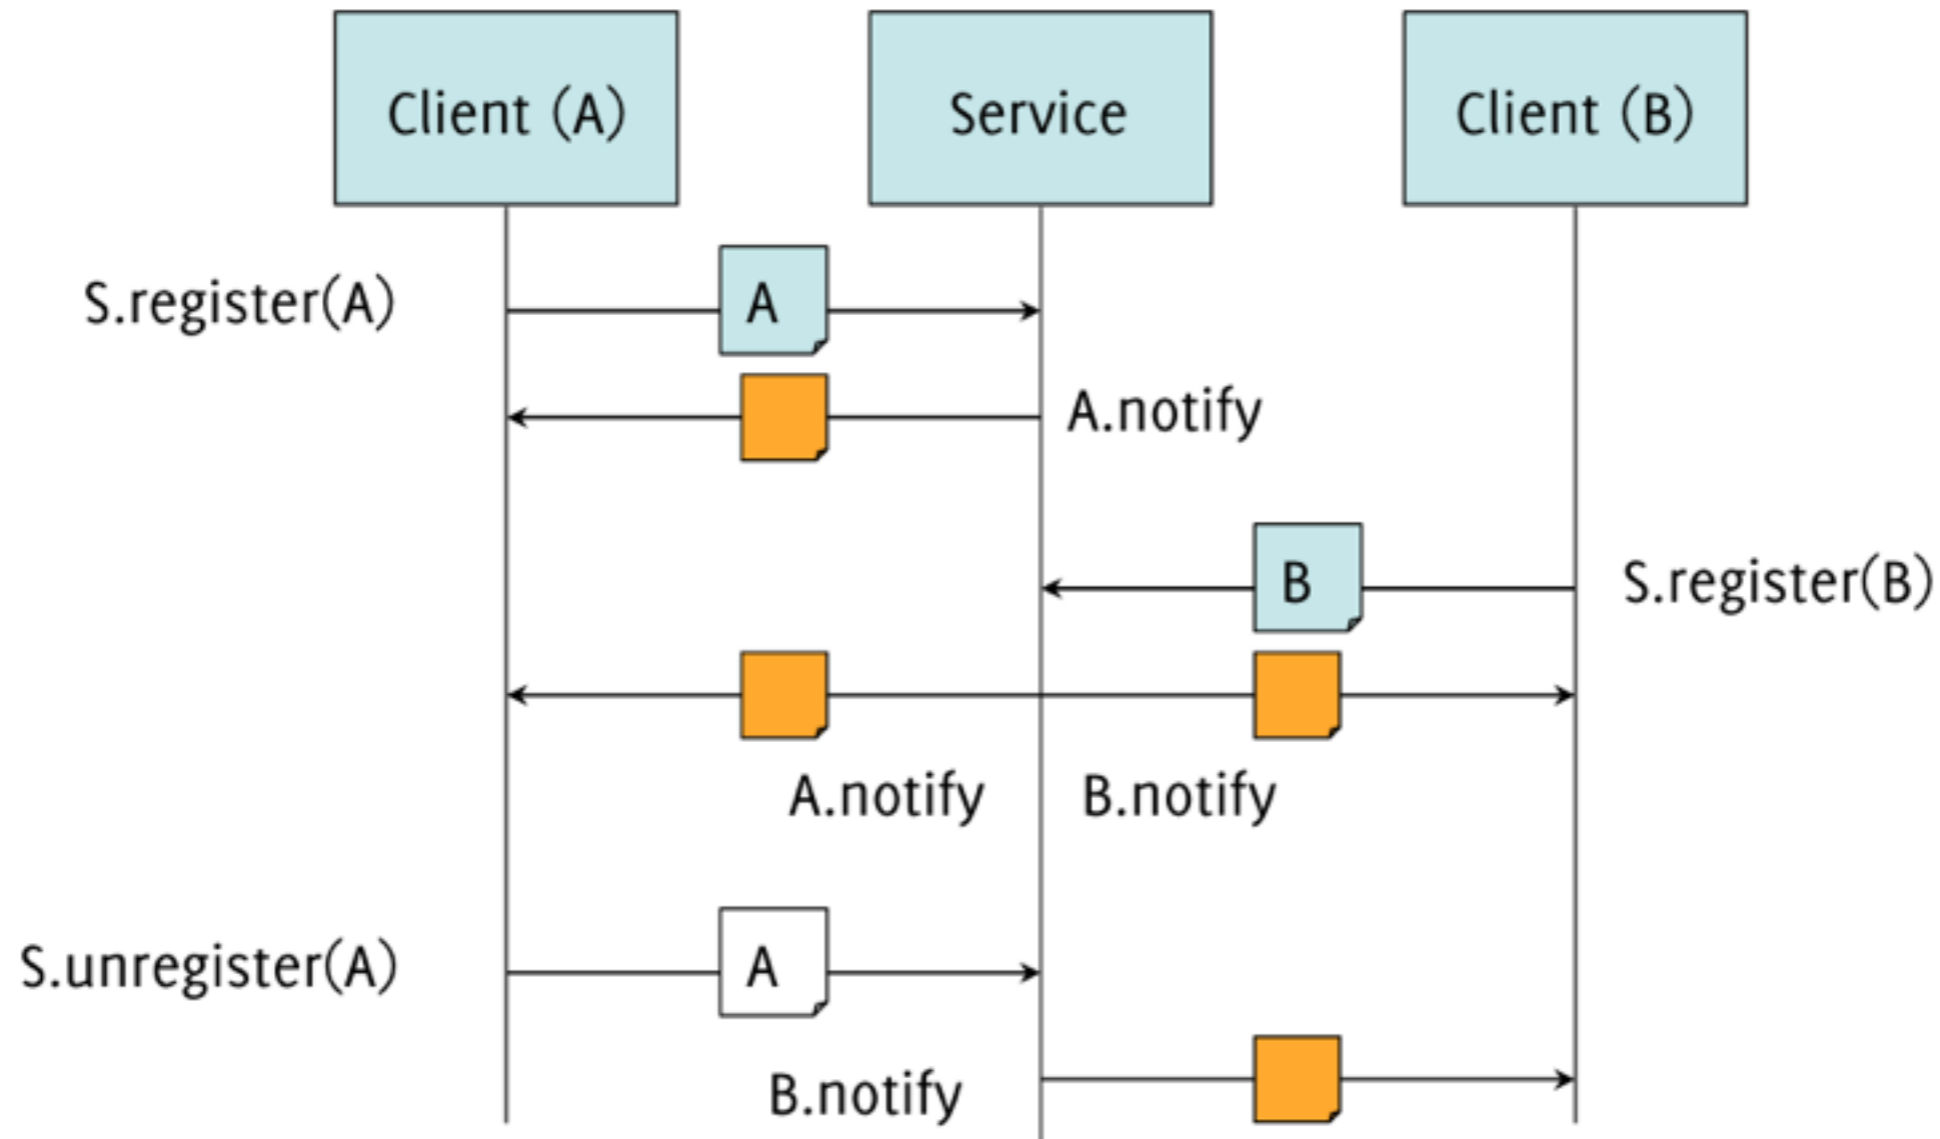 Client (A)
Service
Client (B)
S.register(A)
A
A.notify
B
S.register(B)
A.notify
B.notify
S.unregister(A)
A
B.notify